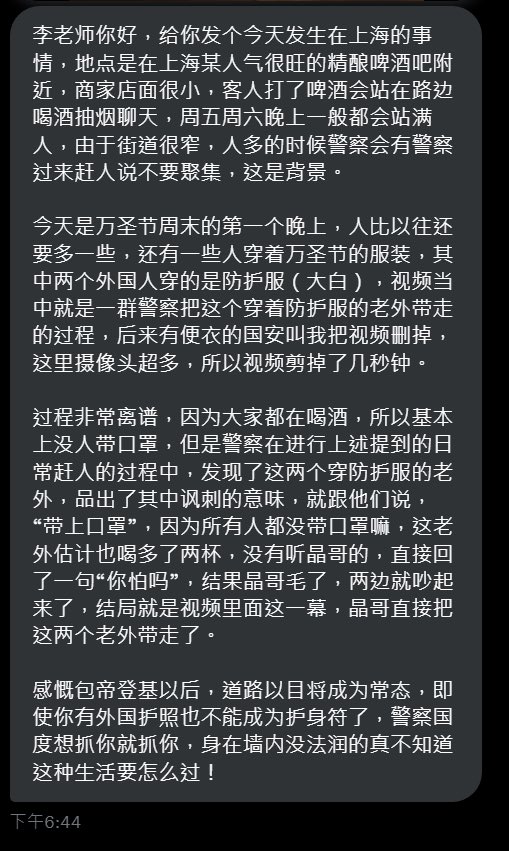 李老师你好，给你发个今天发生在上海的事
情，地点是在上海某人气很旺的精酿啤酒吧附
近，商家店面很小，客人打了啤酒会站在路边
喝酒抽烟聊天，周五周六晚上一般都会站满
人，由于街道很窄，人多的时候警察会有警察
过来赶人说不要聚集，这是背景。
今天是万圣节周末的第一个晚上，人比以往还
要多一些，还有一些人穿着万圣节的服装，其
中两个外国人穿的是防护服（大白），视频当
中就是一群警察把这个穿着防护服的老外带走
的过程，后来有便衣的国安叫我把视频删掉，
这里摄像头超多，所以视频剪掉了几秒钟。
过程非常离谱，因为大家都在喝酒，所以基本
上没人带口罩，但是警察在进行上述提到的日
常赶人的过程中，发现了这两个穿防护服的老
外，品出了其中讽刺的意味，就跟他们说，
“带上口罩”，因为所有人都没带口罩嘛，这老
外估计也喝多了两杯，没有听晶哥的，直接回
了一句“你怕吗”，结果晶哥毛了，两边就吵起
来了，结局就是视频里面这一幕，晶哥直接把
这两个老外带走了。
感慨包帝登基以后，道路以目将成为常态，即
使你有外国护照也不能成为护身符了，警察国
度想抓你就抓你，身在墙内没法润的真不知道
这种生活要怎么过！
下午6:44